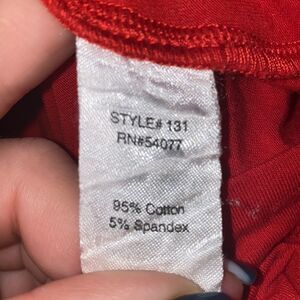 STYLE# 131
RN#54077
95% Cotton
5% Spandex